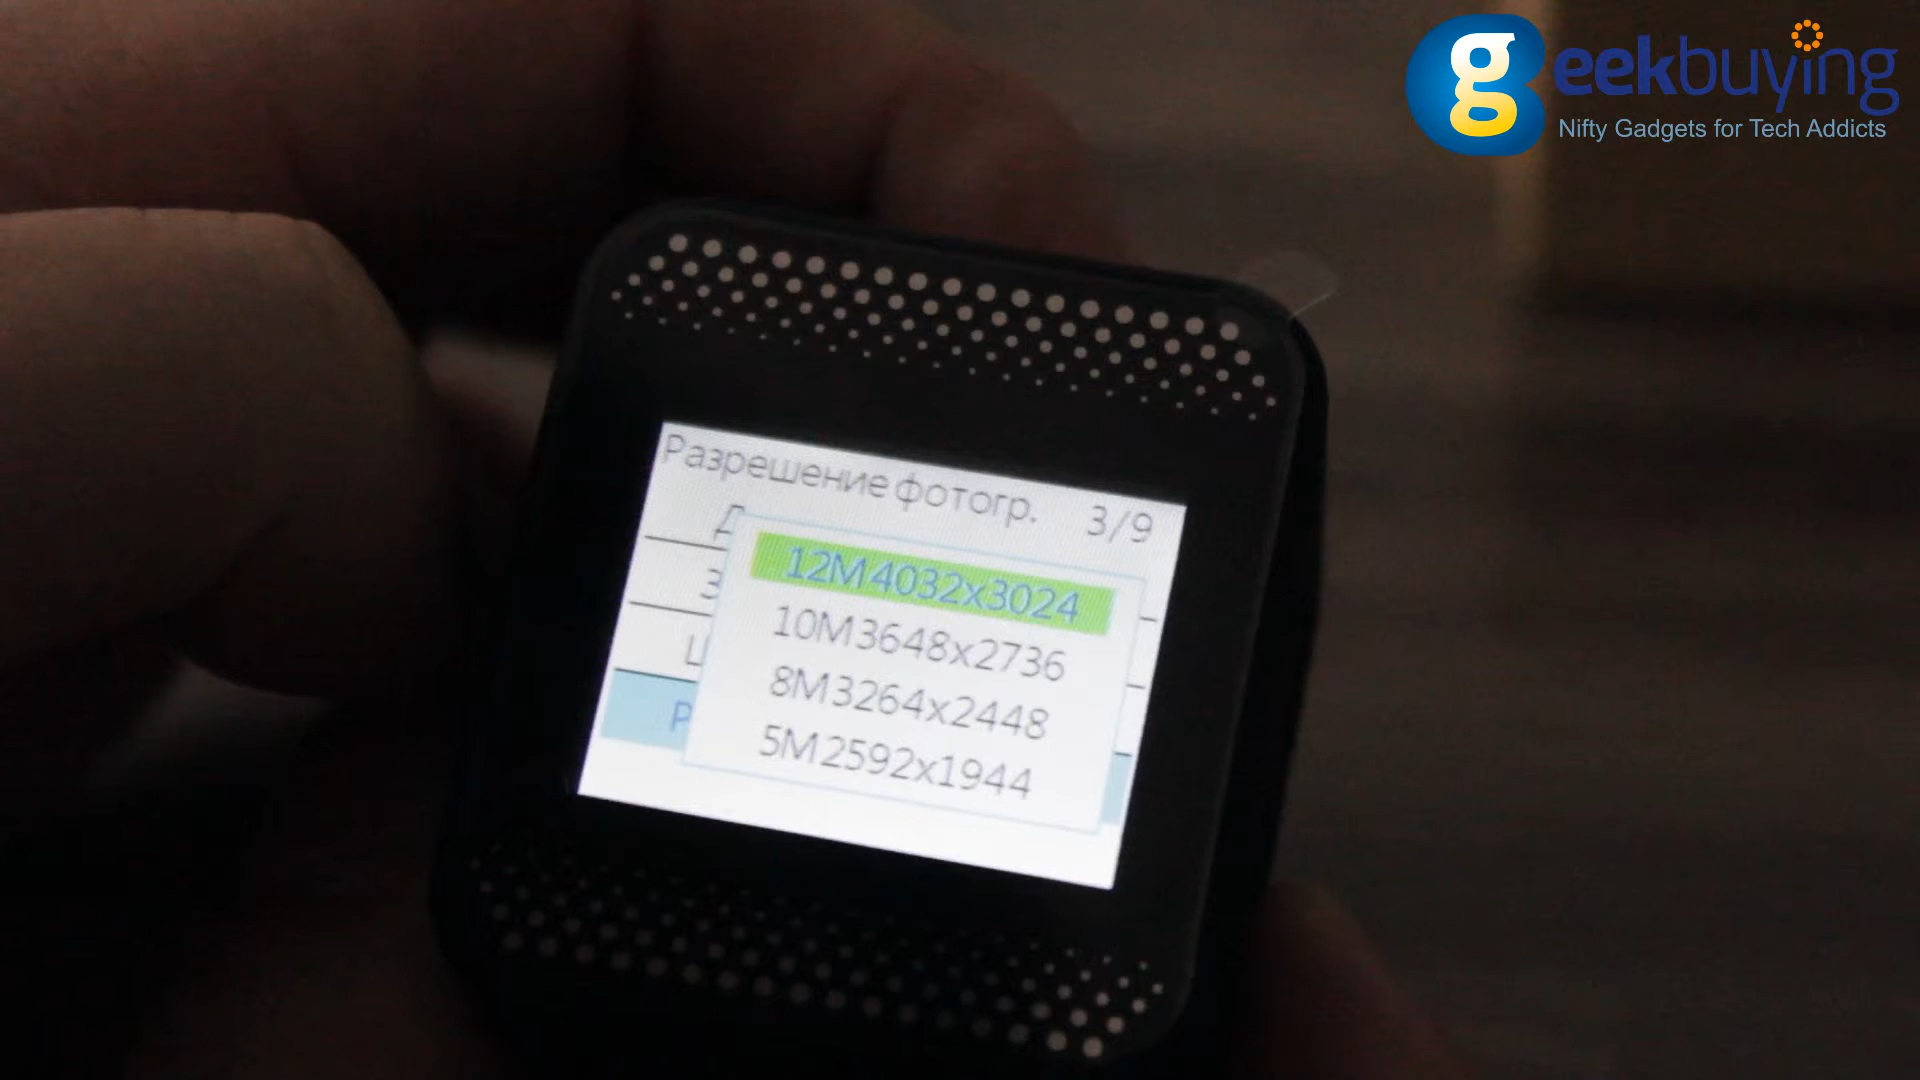 geekbuying
Nifty Gadgets for Tech Addicts
Разрешение фотогр. 3/9
Д
З
Ц
Р
12M4032x3024
10M3648x2736
8M3264x2448
5M2592x1944